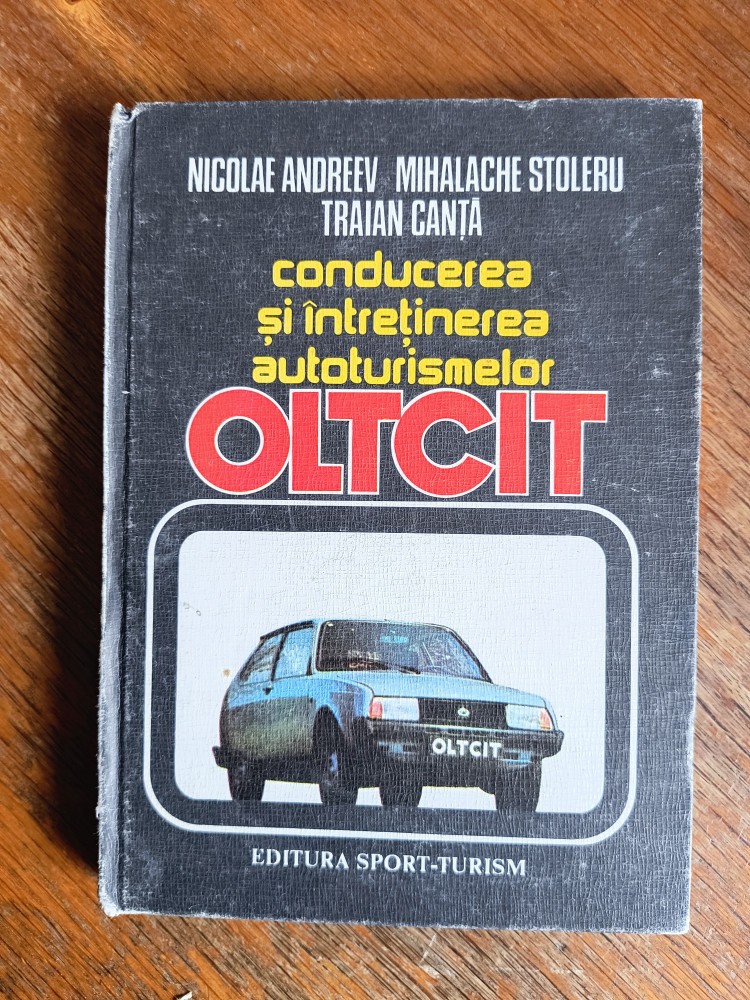 NICOLAE ANDREEV MIHALACHE STOLERU
TRAIAN CANȚĂ
conducerea
și întreținerea
autoturismelor
OLTCIT
OLTCIT
EDITURA SPORT-TURISM